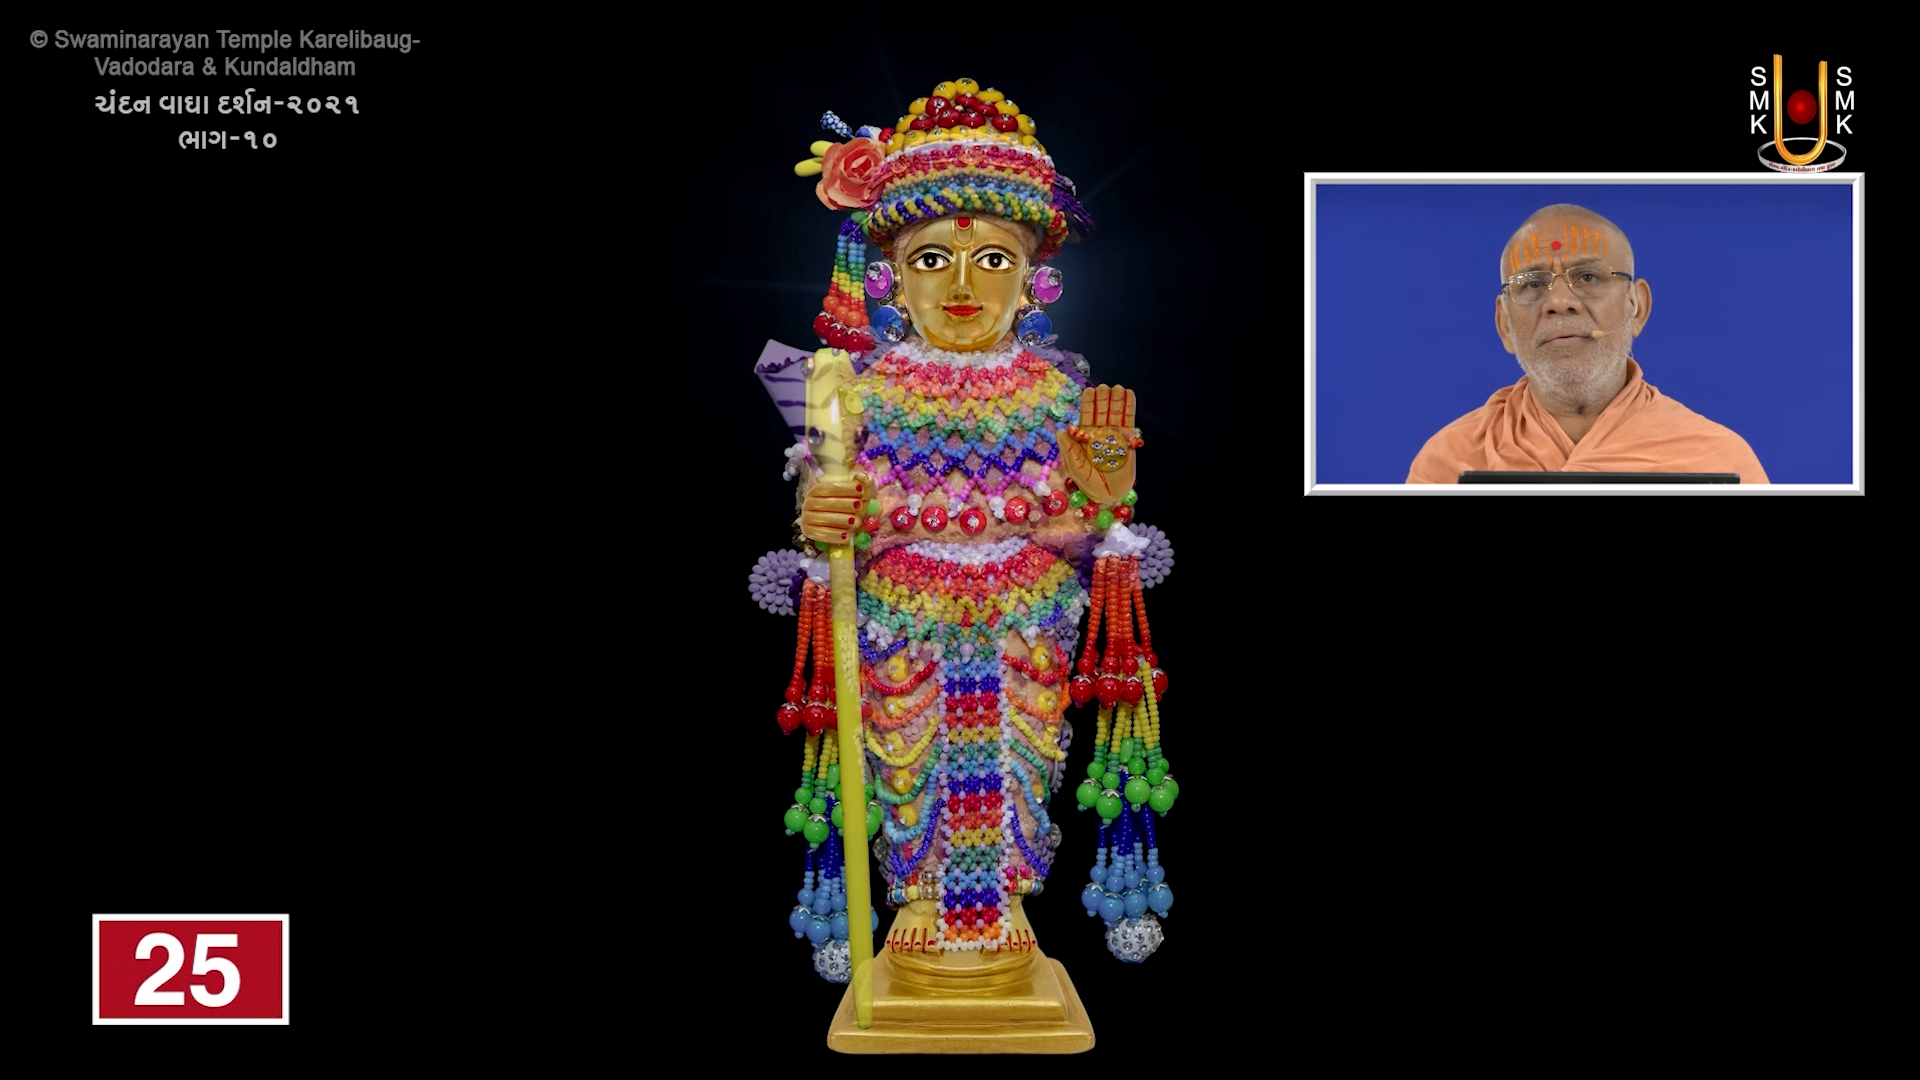 © Swaminarayan Temple Karelibaug-
Vadodara & Kundaldham
ચંદન વાઘા દર્શન-૨૦૨૧
ભાગ-૧૦
S S
M M
K K
25